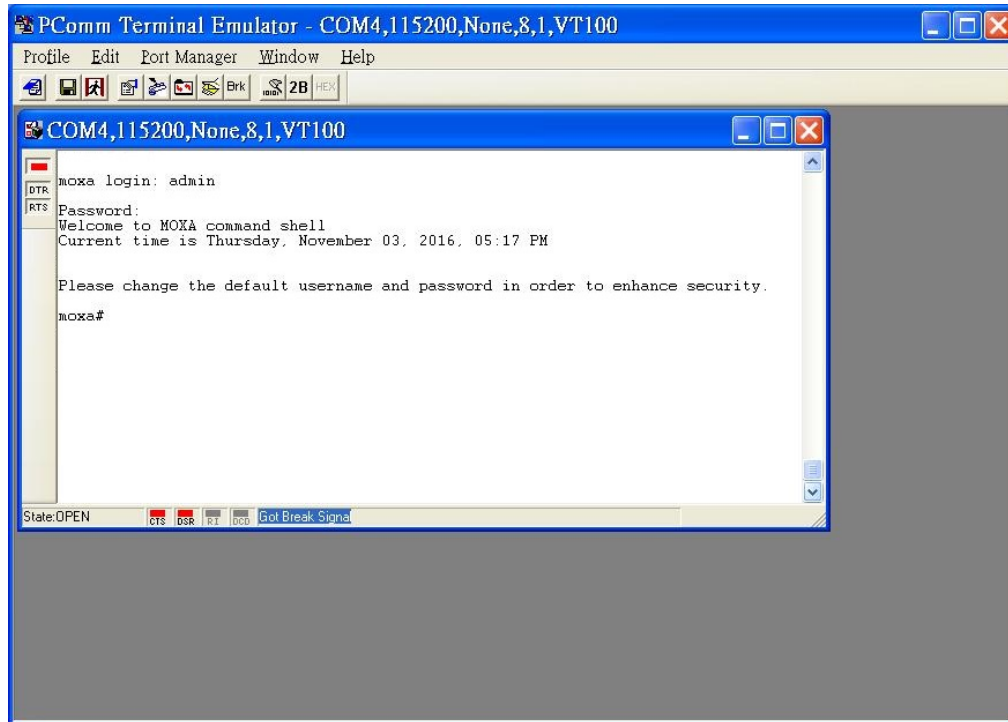 PComm Terminal Emulator - COM4,115200,None,8,1,VT100
Profile Edit Port Manager Window Help
Brk 2B HEX
COM4,115200,None,8,1,VT100
DTR
RTS
moxa login: admin
Password:
Welcome to MOXA command shell
Current time is Thursday, November 03, 2016, 05:17 PM
Please change the default username and password in order to enhance security.
moxa#
State:OPEN CTS DSR RI DCD Got Break Signal